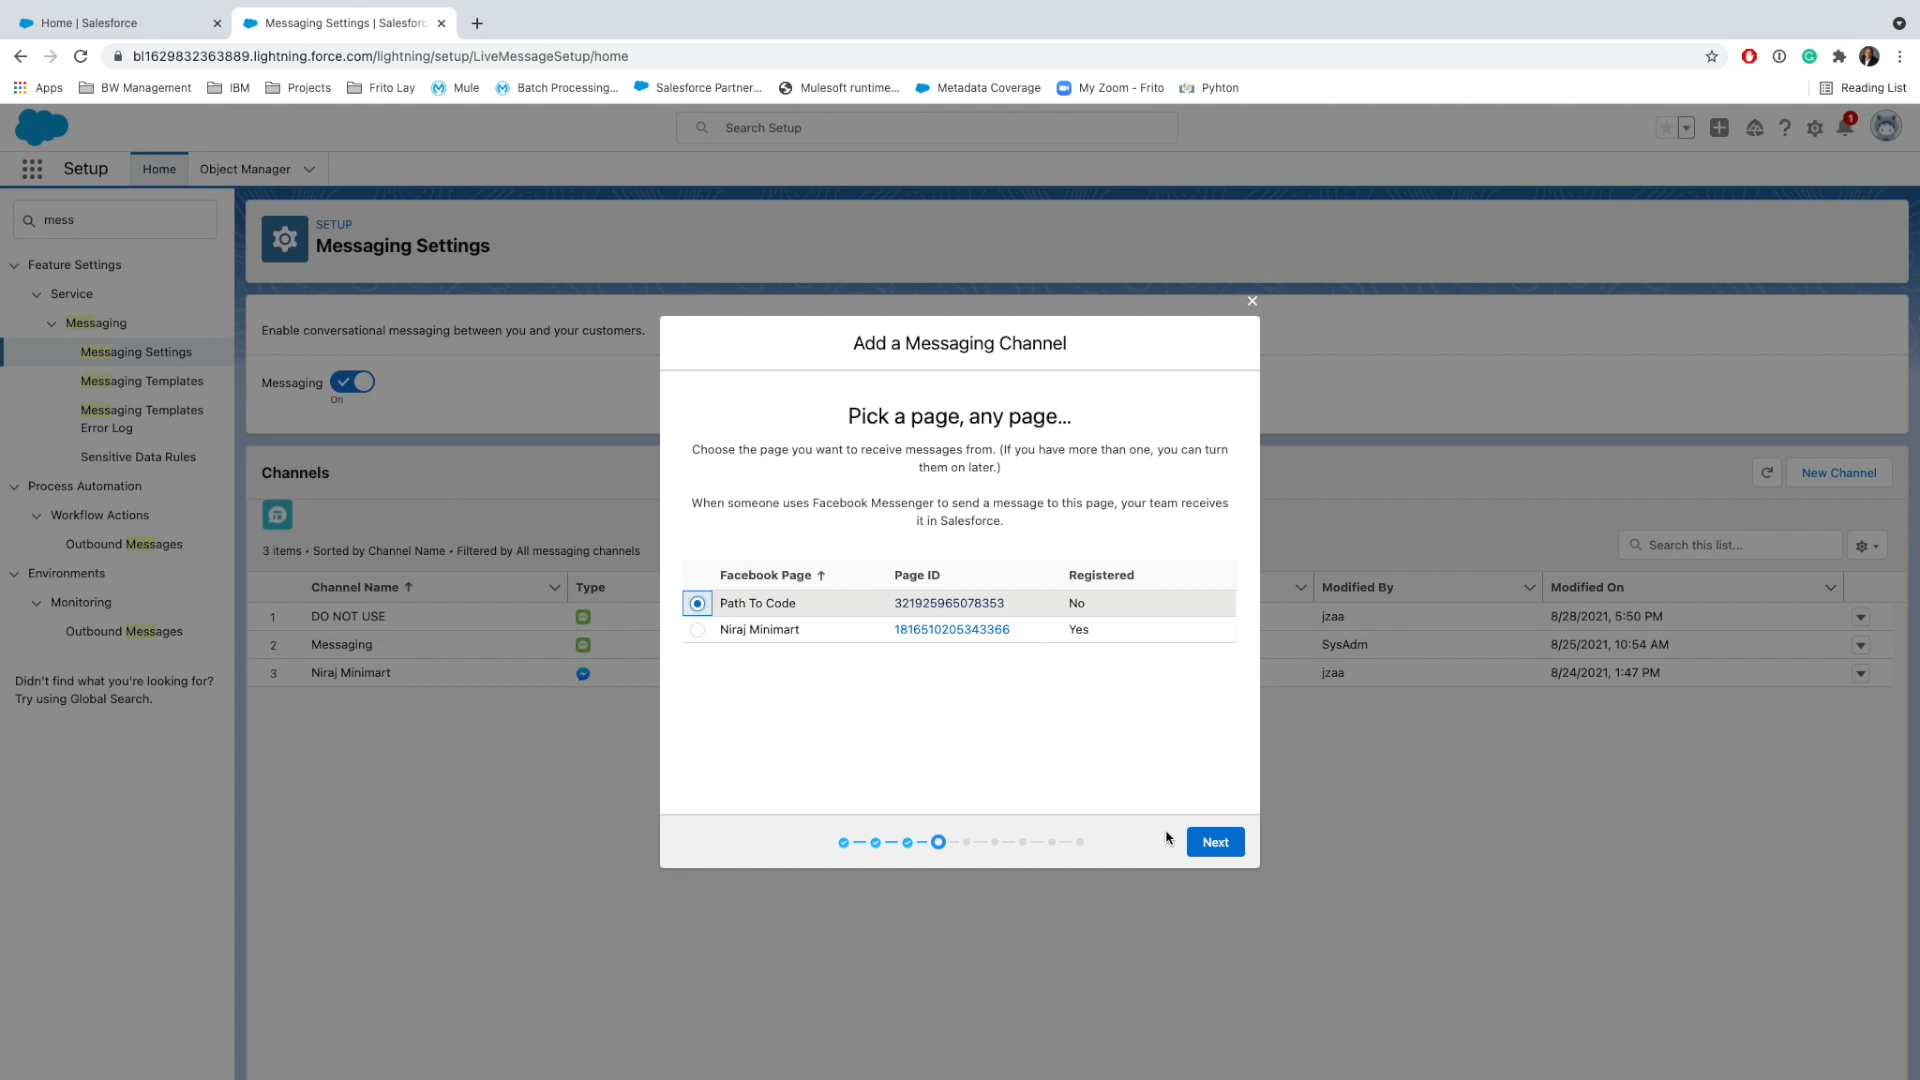 Home | Salesforce
Messaging Settings | Salesforc
bl1629832363889.lightning.force.com/lightning/setup/LiveMessageSetup/home
Apps BW Management IBM Projects Frito Lay Mule Batch Processing... Salesforce Partner... Mulesoft runtime... Metadata Coverage My Zoom - Frito Pyhton Reading List
Search Setup
1
Setup Home Object Manager
mess
Feature Settings
Service
Messaging
Messaging Settings
Messaging Templates
Messaging Templates
Error Log
Sensitive Data Rules
Process Automation
Workflow Actions
Outbound Messages
Environments
Monitoring
Outbound Messages
Didn't find what you're looking for?
Try using Global Search.
SETUP
Messaging Settings
Enable conversational messaging between you and your customers.
Messaging
On
Channels
New Channel
3 items • Sorted by Channel Name • Filtered by All messaging channels
Search this list...
Channel Name Type Modified By Modified On
1 DO NOT USE jzaa 8/28/2021, 5:50 PM
2 Messaging SysAdm 8/25/2021, 10:54 AM
3 Niraj Minimart jzaa 8/24/2021, 1:47 PM
Add a Messaging Channel
Pick a page, any page...
Choose the page you want to receive messages from. (If you have more than one, you can turn
them on later.)
When someone uses Facebook Messenger to send a message to this page, your team receives
it in Salesforce.
Facebook Page Page ID Registered
Path To Code 321925965078353 No
Niraj Minimart 1816510205343366 Yes
Next